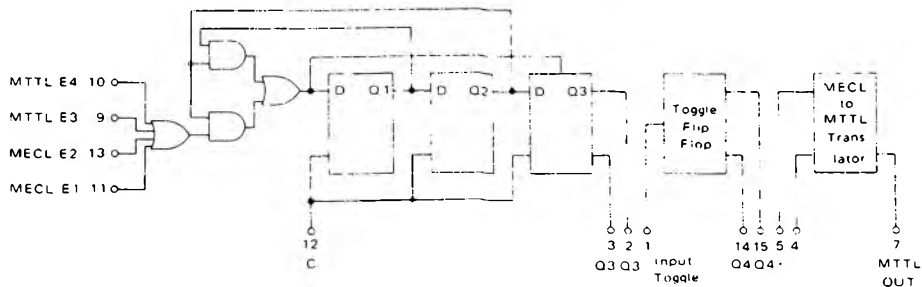 MTTL E4 10
MTTL E3 9
MECL E2 13
MECL E1 11
D Q1
D Q2
D Q3
Toggle
Flip
Flop
MECL
to
MTTL
Trans
lator
12
C
3 2 1 14 15 5 4 7
Q3 Q3 Input Q4 Q4 MTTL
Toggle OUT